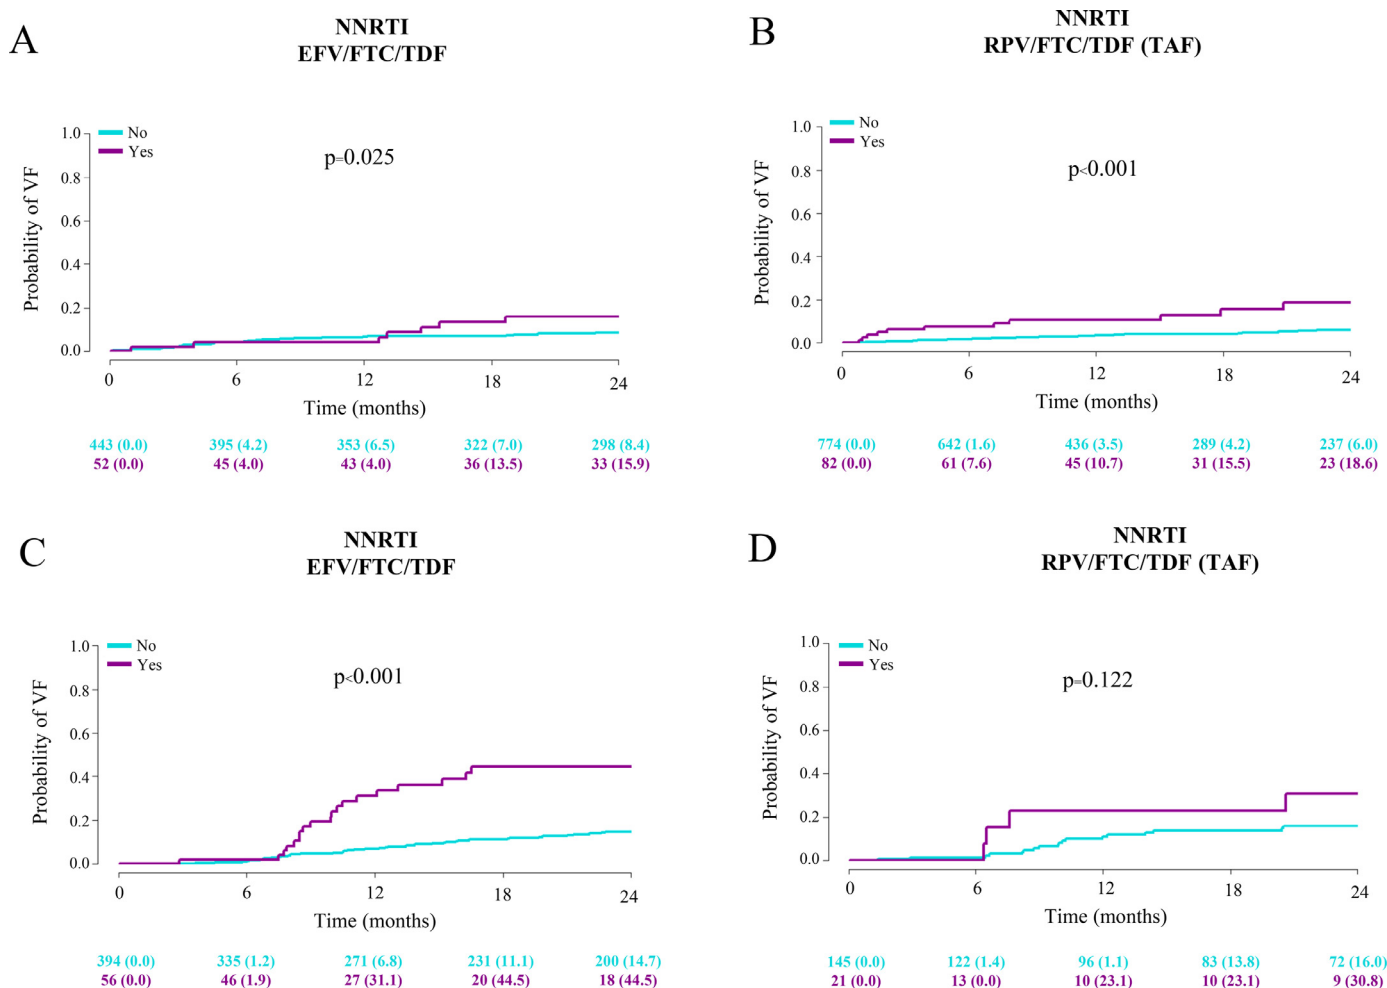 A
NNRTI
EFV/FTC/TDF
No
Yes
p=0.025
Probability of VF
1.0
0.8
0.6
0.4
0.2
0.0
0 6 12 18 24
Time (months)
443 (0.0) 395 (4.2) 353 (6.5) 322 (7.0) 298 (8.4)
52 (0.0) 45 (4.0) 43 (4.0) 36 (13.5) 33 (15.9)
B
NNRTI
RPV/FTC/TDF (TAF)
No
Yes
p<0.001
Probability of VF
1.0
0.8
0.6
0.4
0.2
0.0
0 6 12 18 24
Time (months)
774 (0.0) 642 (1.6) 436 (3.5) 289 (4.2) 237 (6.0)
82 (0.0) 61 (7.6) 45 (10.7) 31 (15.5) 23 (18.6)
C
NNRTI
EFV/FTC/TDF
No
Yes
p<0.001
Probability of VF
1.0
0.8
0.6
0.4
0.2
0.0
0 6 12 18 24
Time (months)
394 (0.0) 335 (1.2) 271 (6.8) 231 (11.1) 200 (14.7)
56 (0.0) 46 (1.9) 27 (31.1) 20 (44.5) 18 (44.5)
D
NNRTI
RPV/FTC/TDF (TAF)
No
Yes
p=0.122
Probability of VF
1.0
0.8
0.6
0.4
0.2
0.0
0 6 12 18 24
Time (months)
145 (0.0) 122 (1.4) 96 (1.1) 83 (13.8) 72 (16.0)
21 (0.0) 13 (0.0) 10 (23.1) 10 (23.1) 9 (30.8)